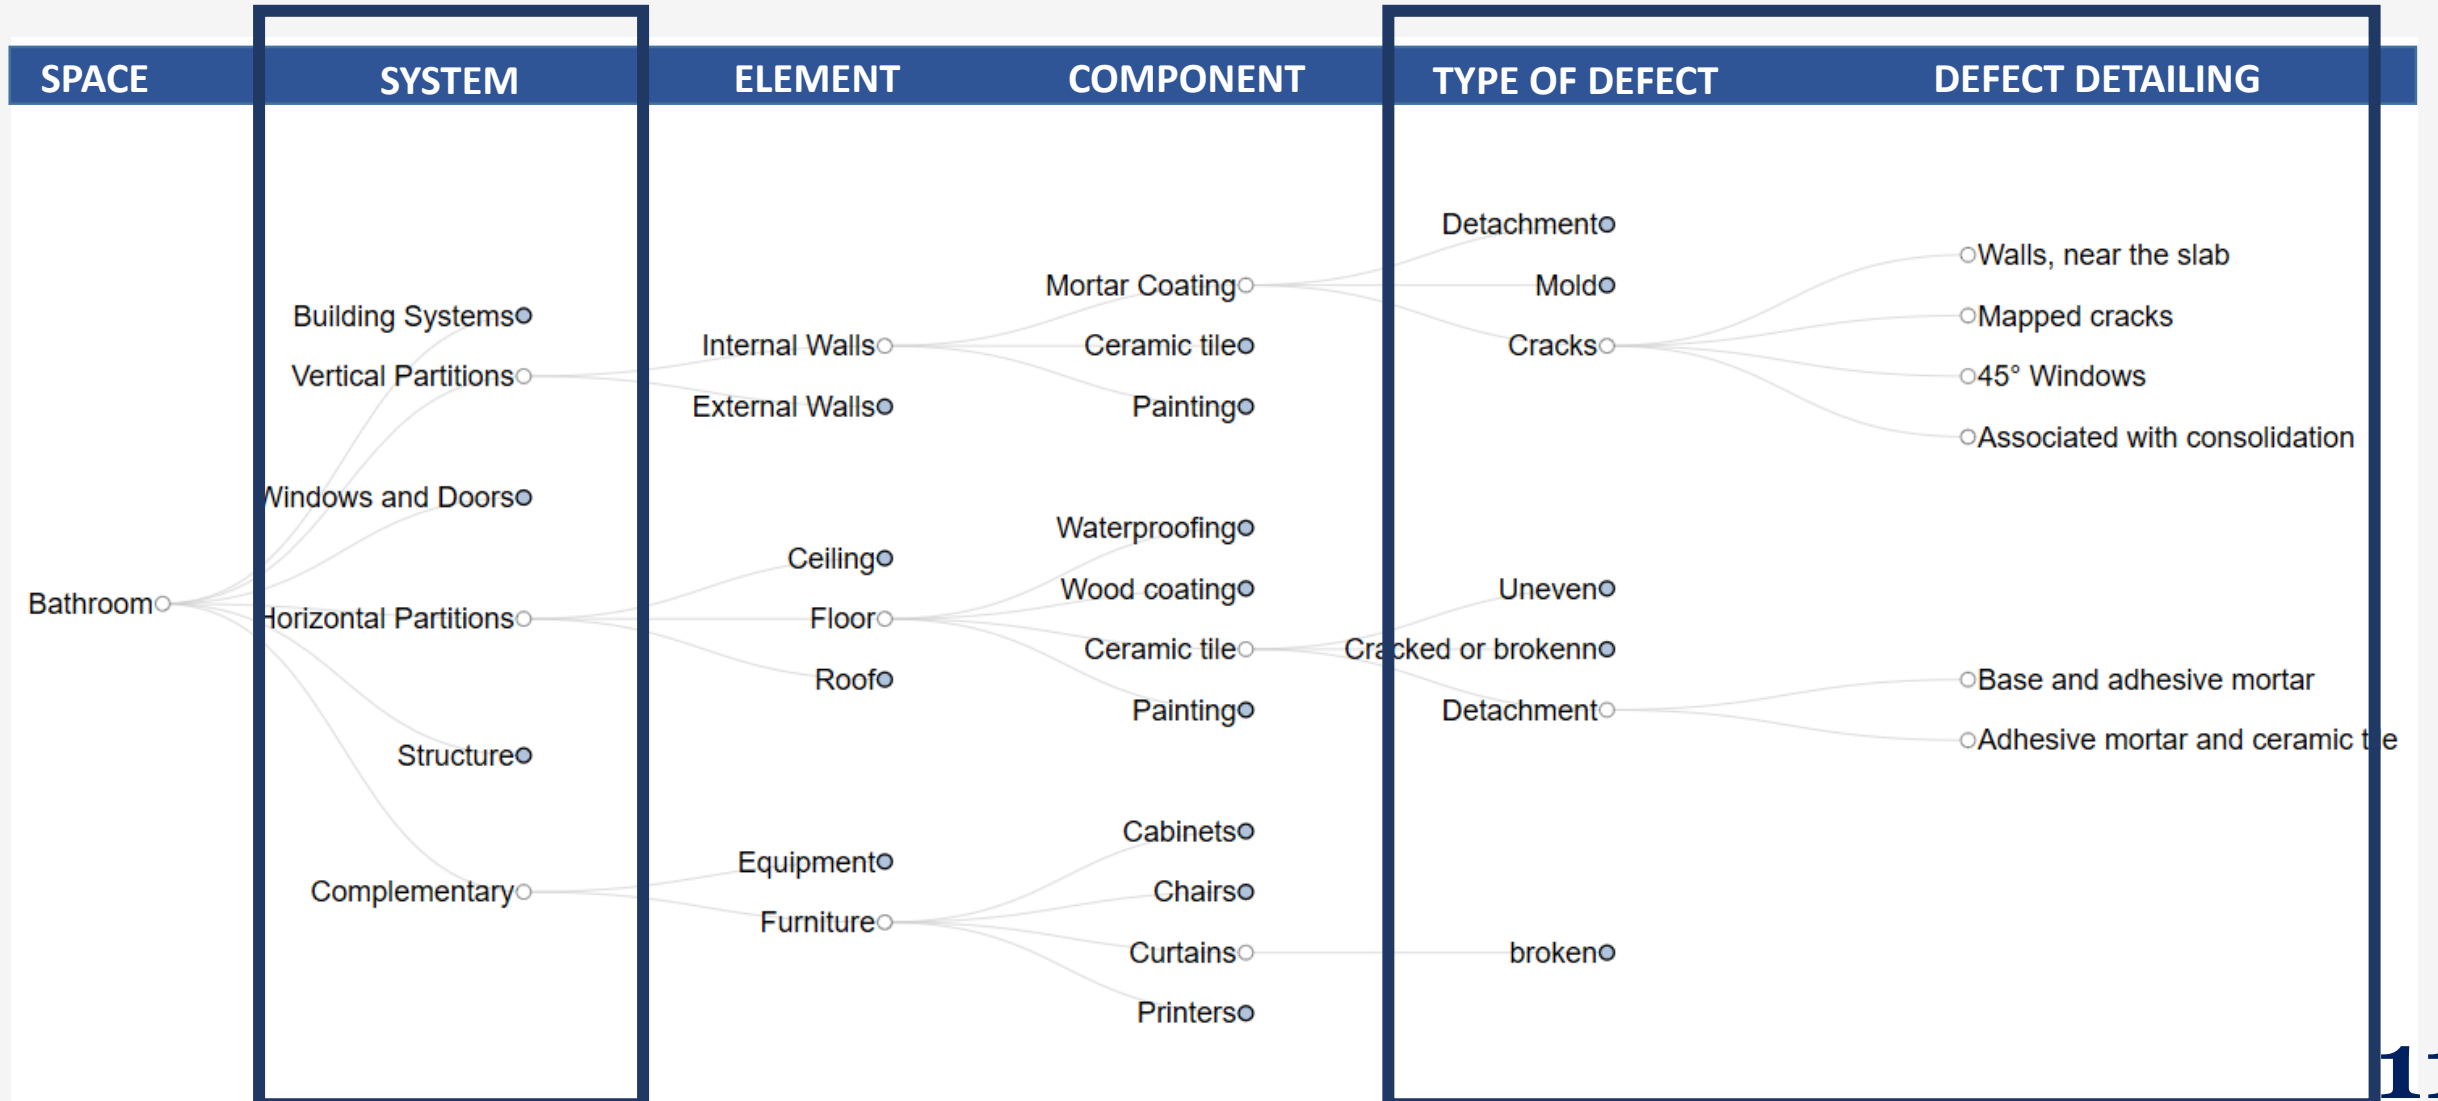 SPACE
SYSTEM
ELEMENT
COMPONENT
TYPE OF DEFECT
DEFECT DETAILING
Bathroom
Building Systems
Vertical Partitions
Windows and Doors
Horizontal Partitions
Structure
Complementary
Internal Walls
External Walls
Ceiling
Floor
Roof
Equipment
Furniture
Mortar Coating
Ceramic tile
Painting
Waterproofing
Wood coating
Ceramic tile
Painting
Cabinets
Chairs
Curtains
Printers
Detachment
Mold
Cracks
Uneven
Cracked or brokenn
Detachment
broken
Walls, near the slab
Mapped cracks
45° Windows
Associated with consolidation
Base and adhesive mortar
Adhesive mortar and ceramic tile